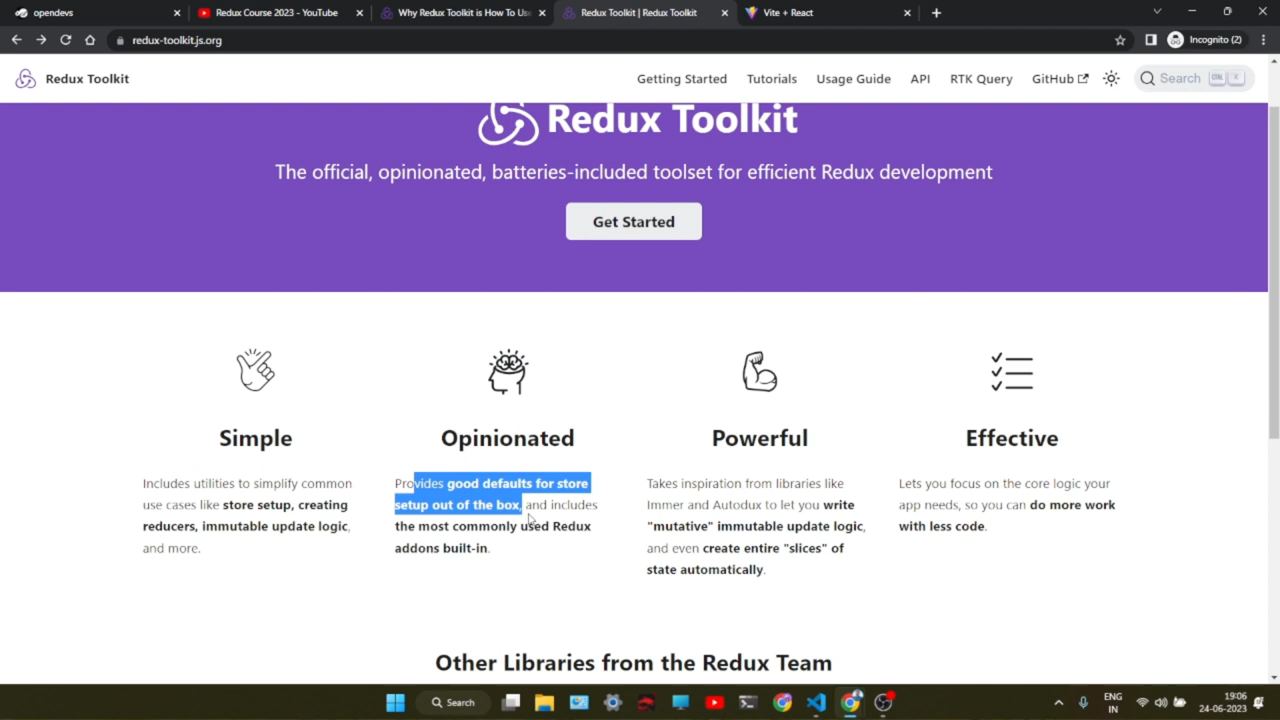 opendevs
Redux Course 2023 - YouTube
Why Redux Toolkit is How To Use
Redux Toolkit | Redux Toolkit
Vite + React
redux-toolkit.js.org
Incognito (2)
Redux Toolkit
Getting Started
Tutorials
Usage Guide
API
RTK Query
GitHub
Search
CTRL
K
Redux Toolkit
The official, opinionated, batteries-included toolset for efficient Redux development
Get Started
Simple
Includes utilities to simplify common
use cases like store setup, creating
reducers, immutable update logic,
and more.
Opinionated
Provides good defaults for store
setup out of the box, and includes
the most commonly used Redux
addons built-in.
Powerful
Takes inspiration from libraries like
Immer and Autodux to let you write
"mutative" immutable update logic,
and even create entire "slices" of
state automatically.
Effective
Lets you focus on the core logic your
app needs, so you can do more work
with less code.
Other Libraries from the Redux Team
Search
ENG
IN
19:06
24-06-2023